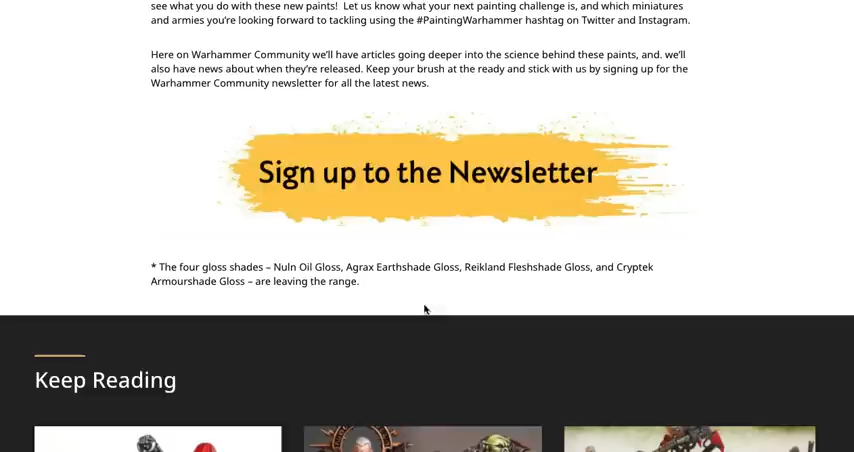 see what you do with these new paints! Let us know what your next painting challenge is, and which miniatures
and armies you’re looking forward to tackling using the #PaintingWarhammer hashtag on Twitter and Instagram.
Here on Warhammer Community we’ll have articles going deeper into the science behind these paints, and. we’ll
also have news about when they’re released. Keep your brush at the ready and stick with us by signing up for the
Warhammer Community newsletter for all the latest news.
Sign up to the Newsletter
* The four gloss shades – Nuln Oil Gloss, Agrax Earthshade Gloss, Reikland Fleshshade Gloss, and Cryptek
Armourshade Gloss – are leaving the range.
Keep Reading